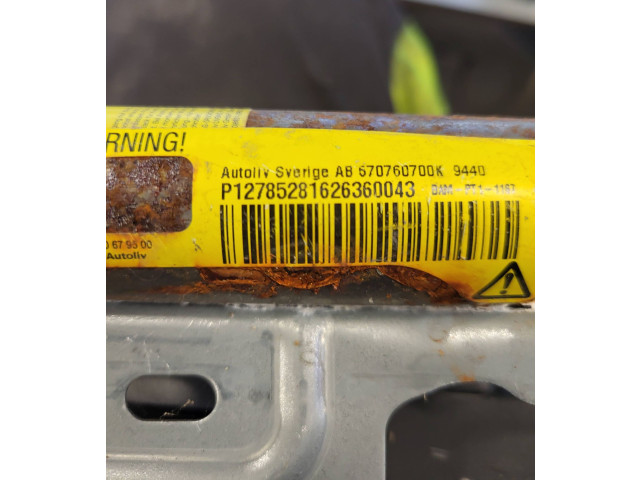 RNING!
Autoliv Sverige AB 670760700K 9440
P12785281626360043
0 67 95 00
Autoliv